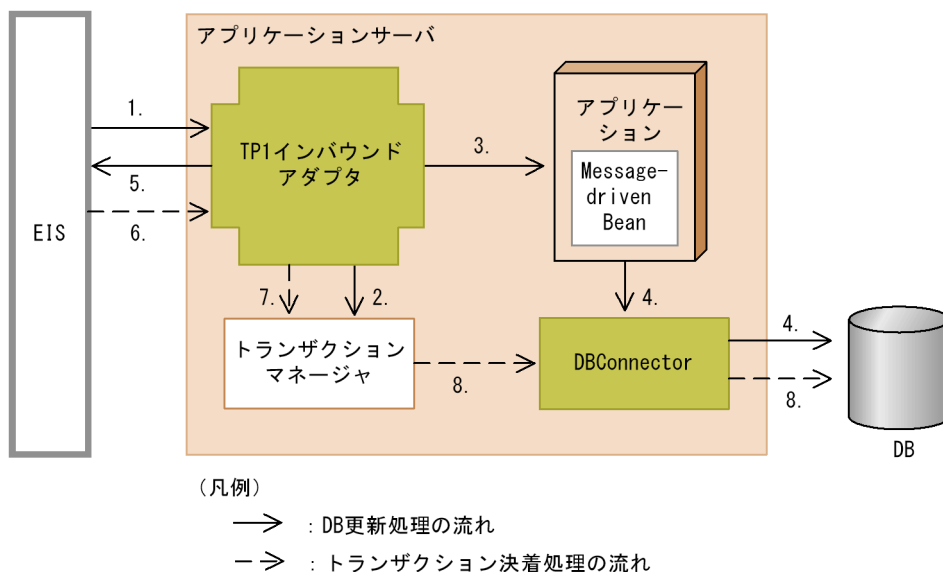 アプリケーションサーバ
1.
TP1インバウンド
アダプタ
3.
アプリケー
ション
Message-
driven
Bean
5.
6.
EIS
7.
2.
4.
トランザクション
マネージャ
8.
DBConnector
4.
8.
DB
（凡例）
：DB更新処理の流れ
：トランザクション決着処理の流れ